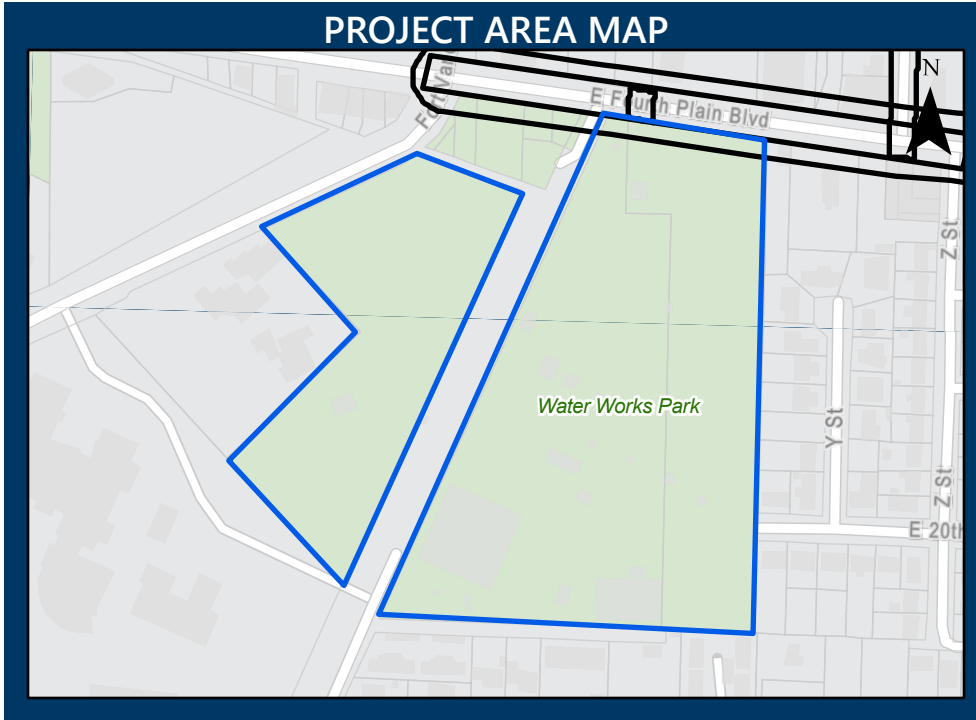 PROJECT AREA MAP
N
E Fourth Plain Blvd
Z St
Water Works Park
Y St
Z St
E 20th